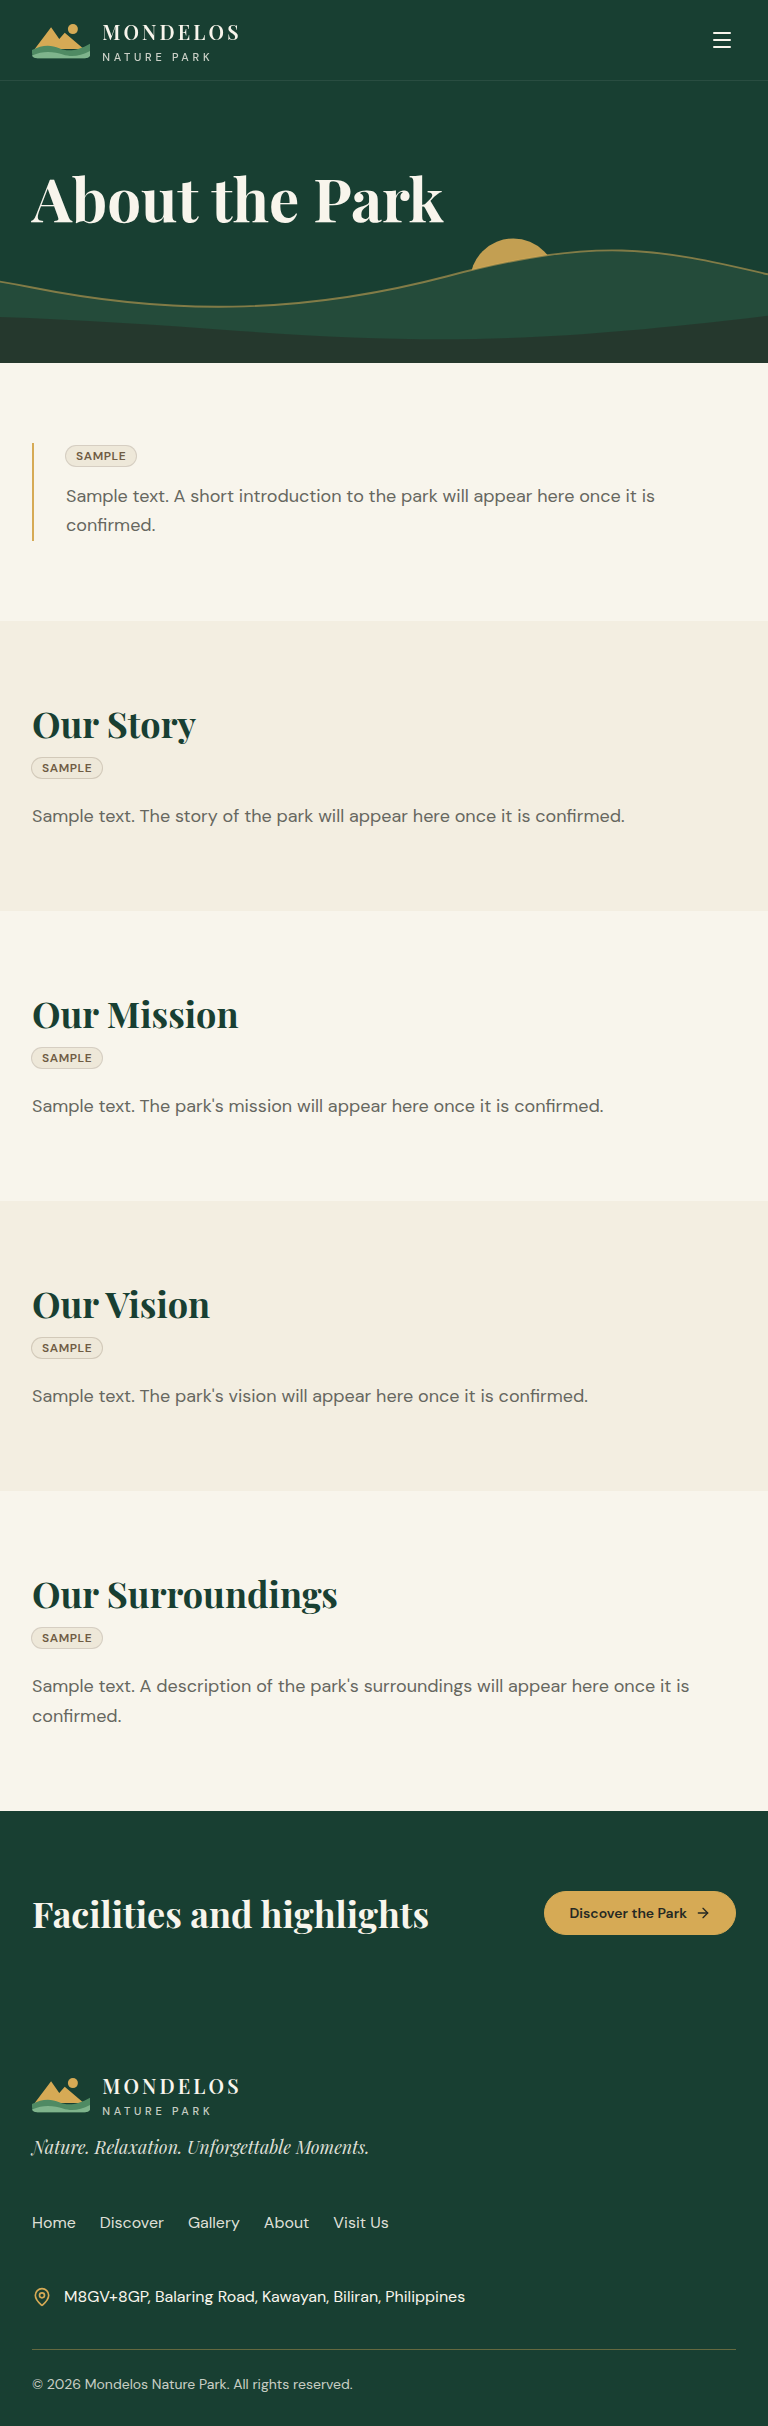 MONDELOS
NATURE PARK
About the Park
SAMPLE
Sample text. A short introduction to the park will appear here once it is
confirmed.
Our Story
SAMPLE
Sample text. The story of the park will appear here once it is confirmed.
Our Mission
SAMPLE
Sample text. The park's mission will appear here once it is confirmed.
Our Vision
SAMPLE
Sample text. The park's vision will appear here once it is confirmed.
Our Surroundings
SAMPLE
Sample text. A description of the park's surroundings will appear here once it is
confirmed.
Facilities and highlights
Discover the Park
MONDELOS
NATURE PARK
Nature. Relaxation. Unforgettable Moments.
Home Discover Gallery About Visit Us
M8GV+8GP, Balaring Road, Kawayan, Biliran, Philippines
© 2026 Mondelos Nature Park. All rights reserved.